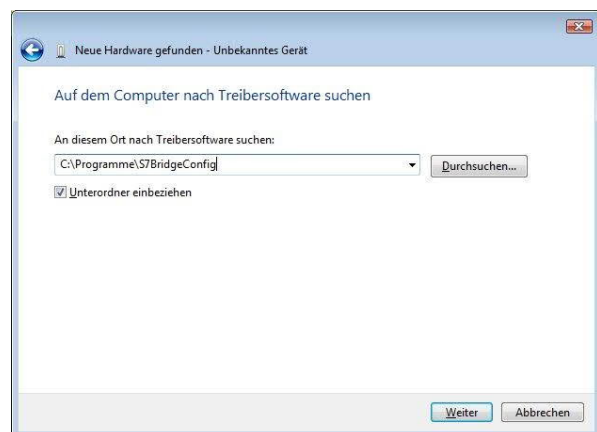 Neue Hardware gefunden - Unbekanntes Gerät
Auf dem Computer nach Treibersoftware suchen
An diesem Ort nach Treibersoftware suchen:
C:\Programme\S7BridgeConfig
Durchsuchen...
Unterordner einbeziehen
Weiter
Abbrechen